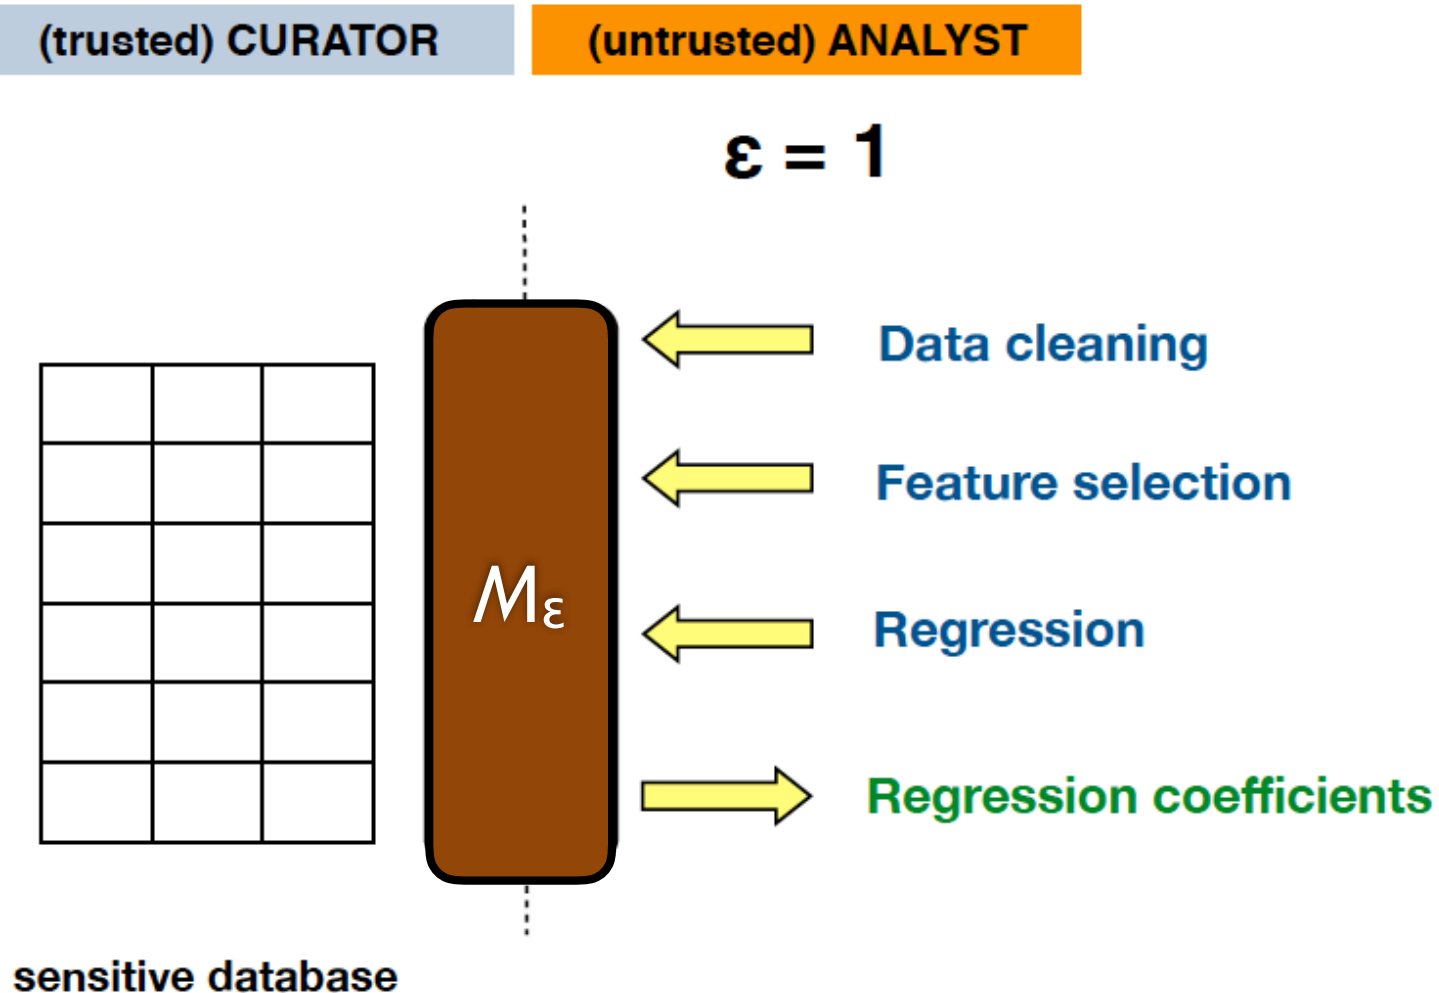 (trusted) CURATOR
(untrusted) ANALYST
ε = 1
Data cleaning
Feature selection
Mε
Regression
Regression coefficients
sensitive database